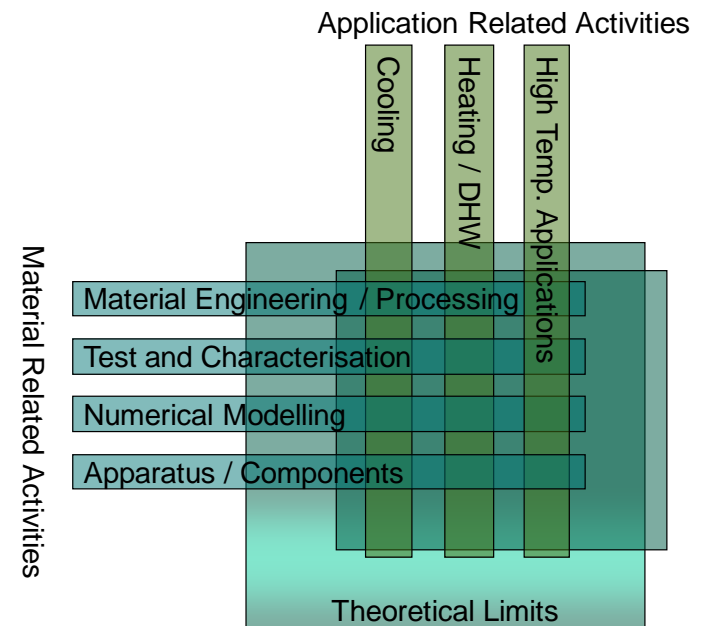 Application Related Activities
Cooling
Heating / DHW
High Temp. Applications
Material Related Activities
Material Engineering / Processing
Test and Characterisation
Numerical Modelling
Apparatus / Components
Theoretical Limits